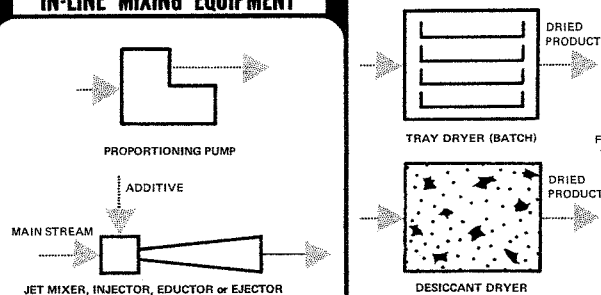 IN-LINE MIXING EQUIPMENT
PROPORTIONING PUMP
ADDITIVE
MAIN STREAM
JET MIXER, INJECTOR, EDUCTOR or EJECTOR
DRIED
PRODUCT
TRAY DRYER (BATCH)
DRIED
PRODUCT
DESICCANT DRYER